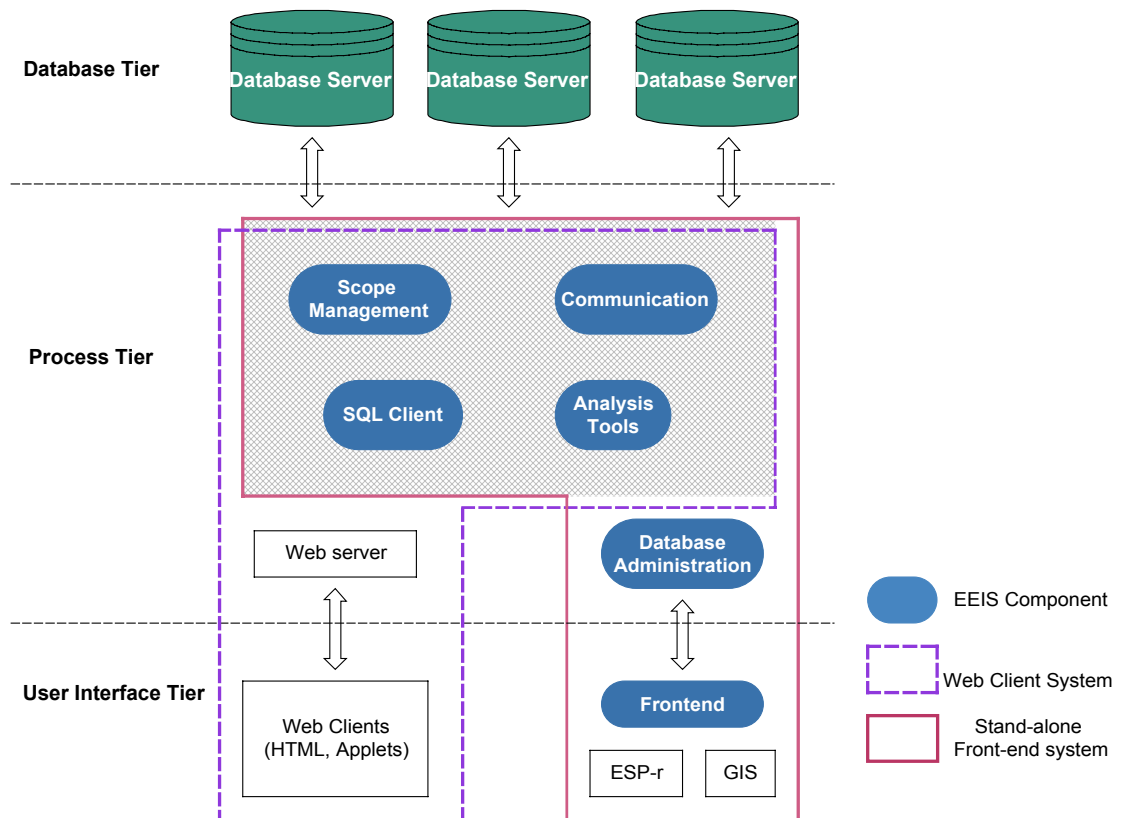 Database Tier
Database Server
Database Server
Database Server
Process Tier
Scope
Management
Communication
SQL Client
Analysis
Tools
Web server
Database
Administration
User Interface Tier
Web Clients
(HTML, Applets)
Frontend
ESP-r
GIS
EEIS Component
Web Client System
Stand-alone
Front-end system